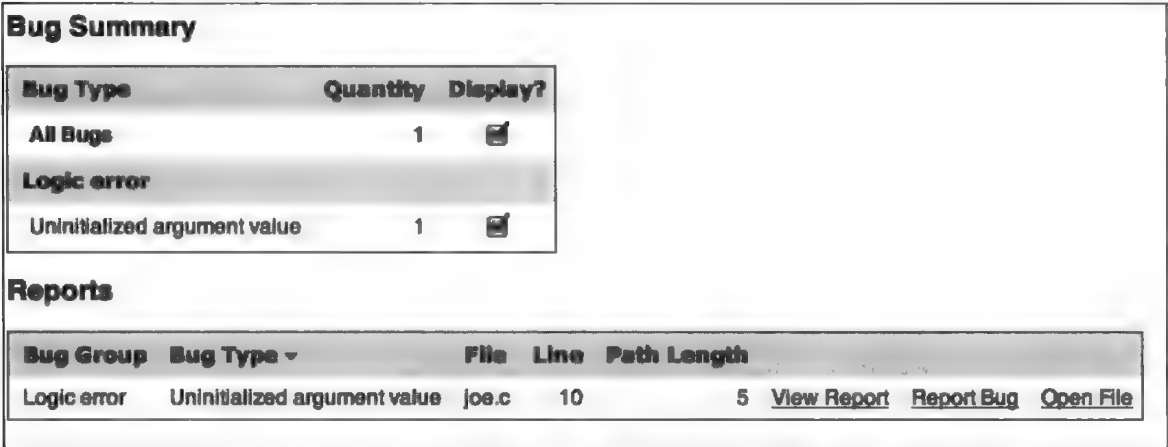 Bug Summary
Bug Type Quantity Display?
All Bugs 1
Logic error
Uninitialized argument value 1
Reports
Bug Group Bug Type File Line Path Length
Logic error Uninitialized argument value joe.c 10 5 View Report Report Bug Open File